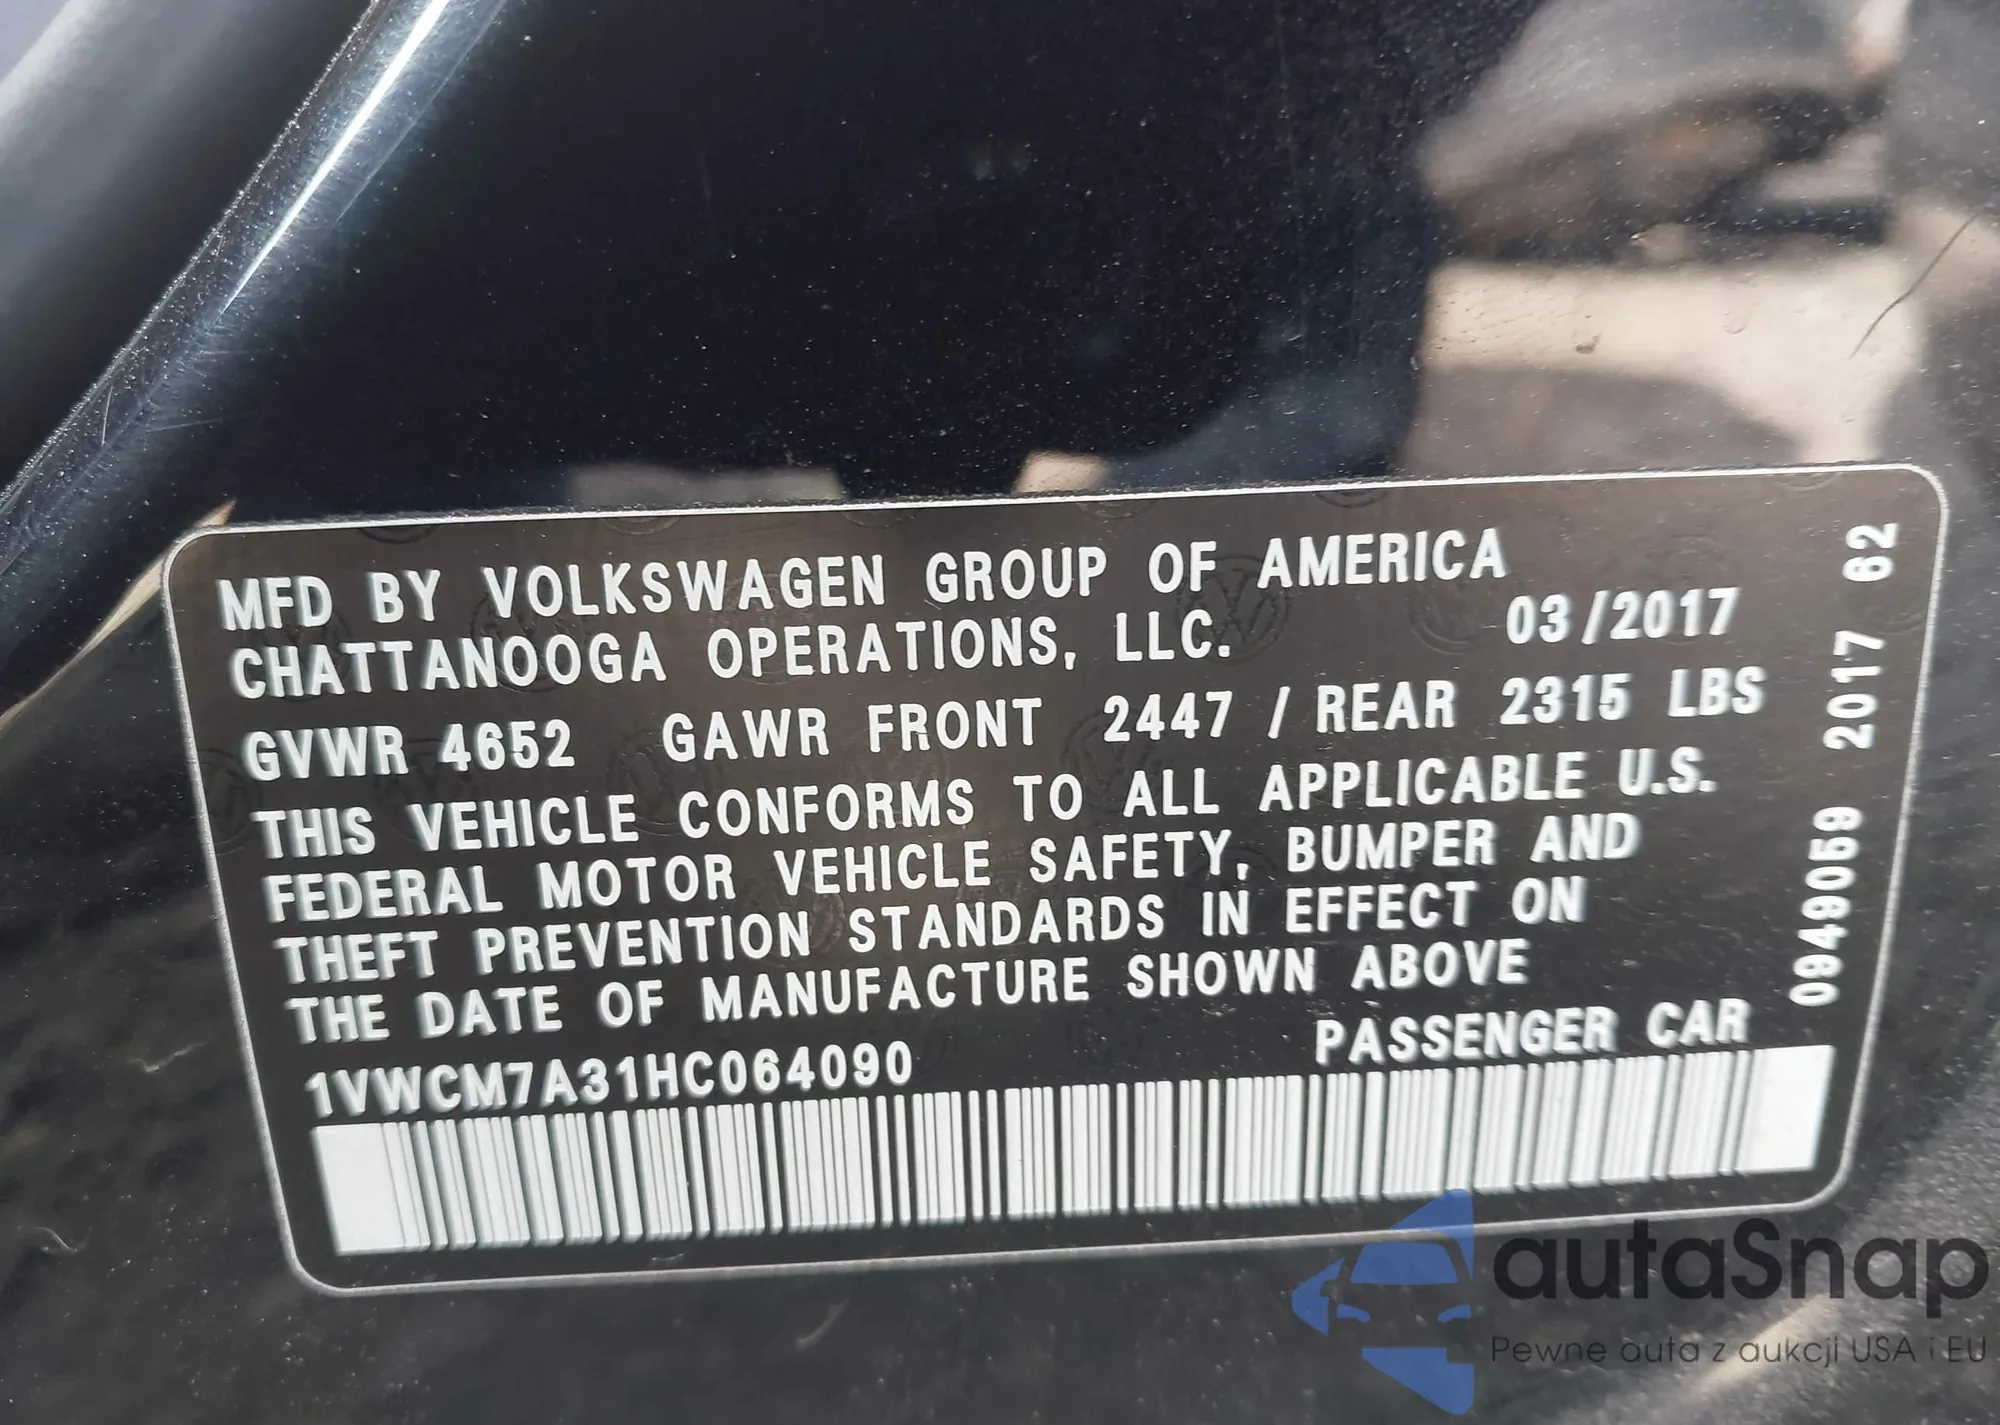 MFD BY VOLKSWAGEN GROUP OF AMERICA
CHATTANOOGA OPERATIONS, LLC. 03/2017
GVWR 4652 GAWR FRONT 2447 / REAR 2315 LBS
THIS VEHICLE CONFORMS TO ALL APPLICABLE U.S.
FEDERAL MOTOR VEHICLE SAFETY, BUMPER AND
THEFT PREVENTION STANDARDS IN EFFECT ON
THE DATE OF MANUFACTURE SHOWN ABOVE
PASSENGER CAR
1VWCM7A31HC064090
0949059 2017 62
autaSnap
Pewne auta z aukcji USA i EU